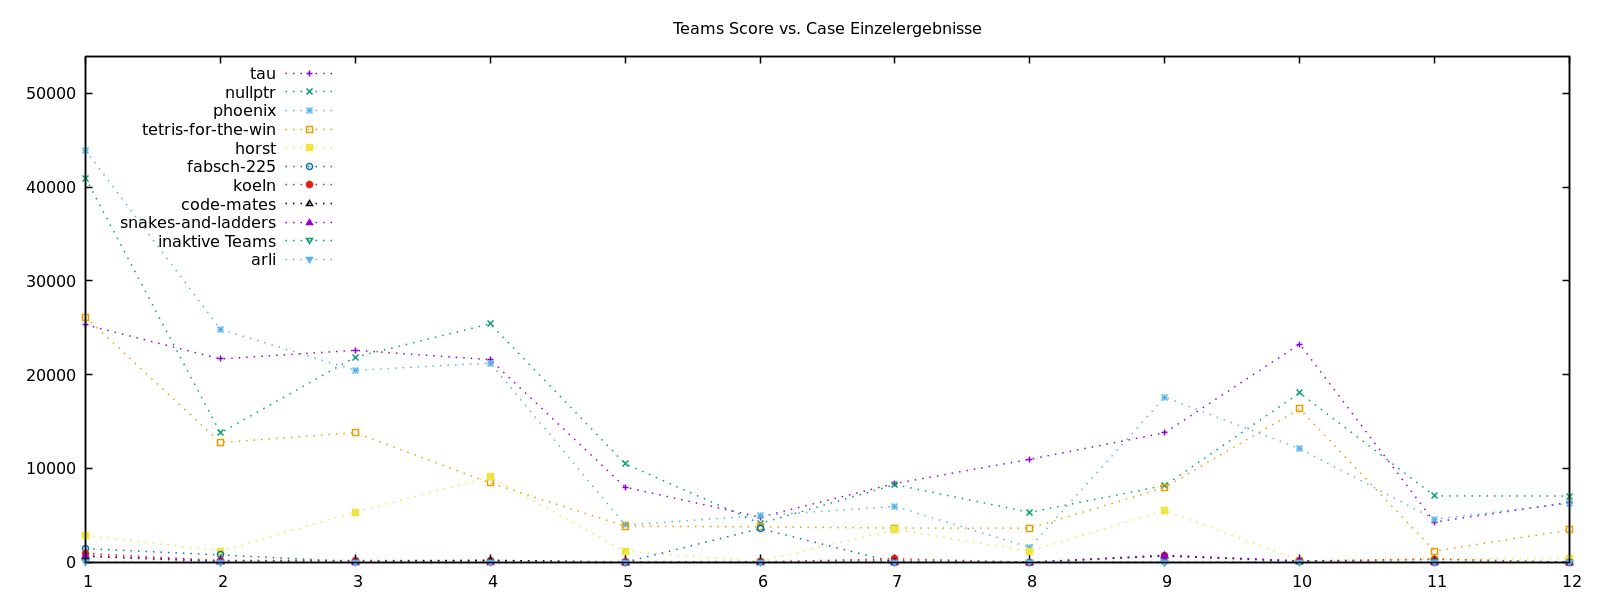 Teams Score vs. Case Einzelergebnisse
tau
nullptr
phoenix
tetris-for-the-win
horst
fabsch-225
koeln
code-mates
snakes-and-ladders
inaktive Teams
arli
50000
40000
30000
20000
10000
0
1 2 3 4 5 6 7 8 9 10 11 12